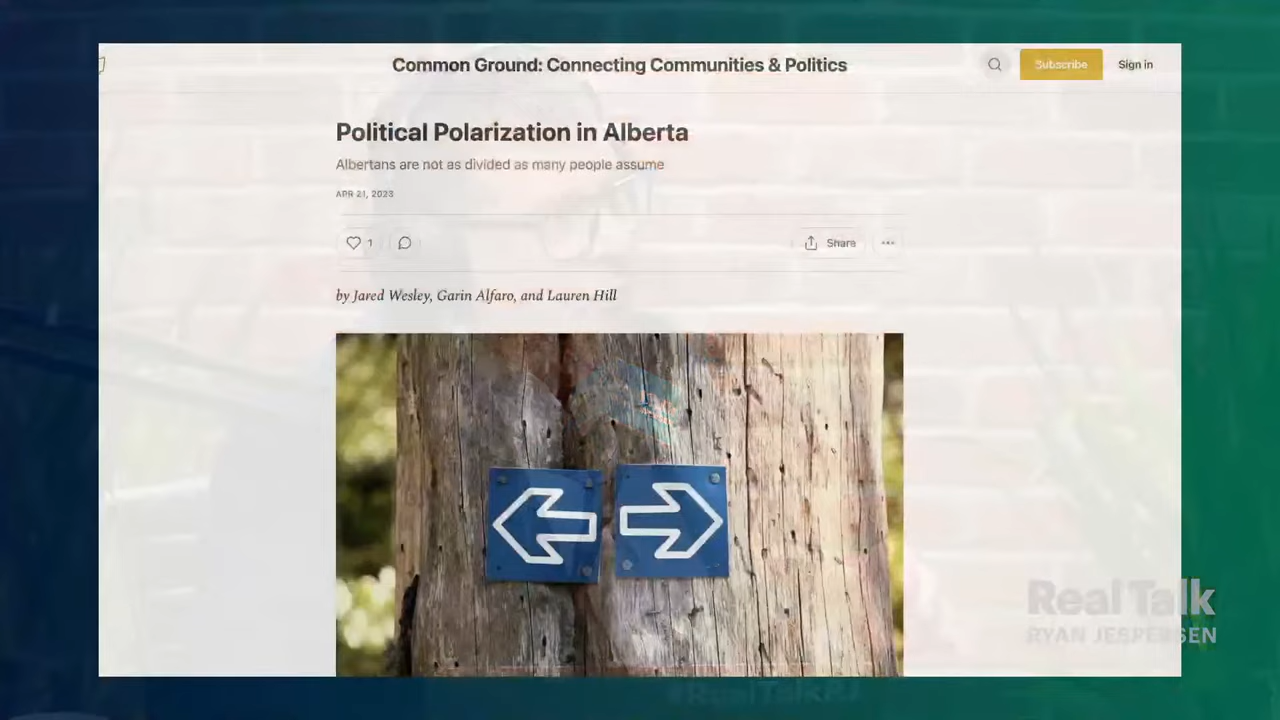 Common Ground: Connecting Communities & Politics
Subscribe
Sign in
Political Polarization in Alberta
Albertans are not as divided as many people assume
APR 21, 2023
1
Share
by Jared Wesley, Garin Alfaro, and Lauren Hill
Real Talk
RYAN JESPERSEN
#RealTalkRJ